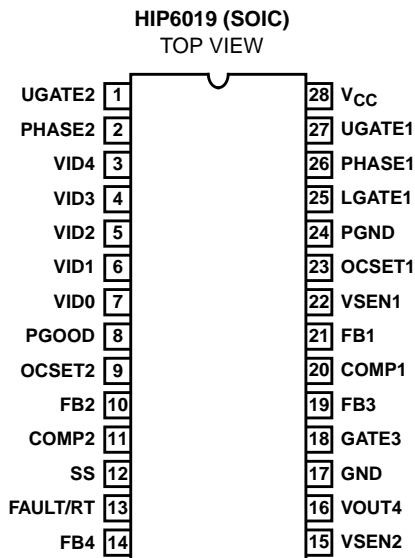 HIP6019 (SOIC)
TOP VIEW
UGATE2 1
PHASE2 2
VID4 3
VID3 4
VID2 5
VID1 6
VID0 7
PGOOD 8
OCSET2 9
FB2 10
COMP2 11
SS 12
FAULT/RT 13
FB4 14
28 VCC
27 UGATE1
26 PHASE1
25 LGATE1
24 PGND
23 OCSET1
22 VSEN1
21 FB1
20 COMP1
19 FB3
18 GATE3
17 GND
16 VOUT4
15 VSEN2